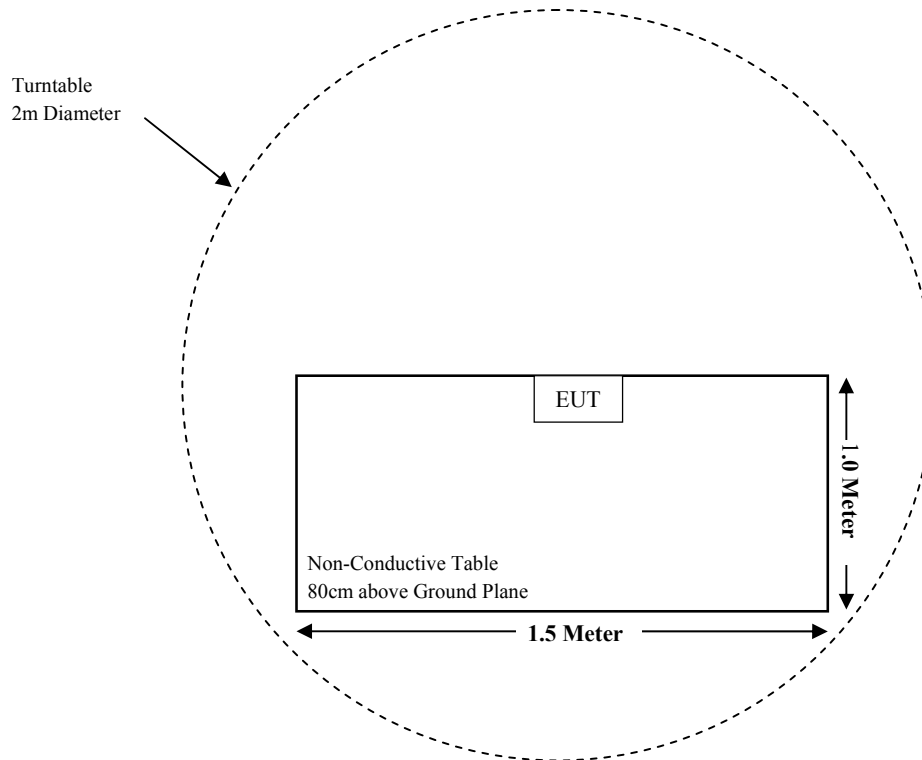 Turntable
2m Diameter
EUT
1.0 Meter
Non-Conductive Table
80cm above Ground Plane
1.5 Meter